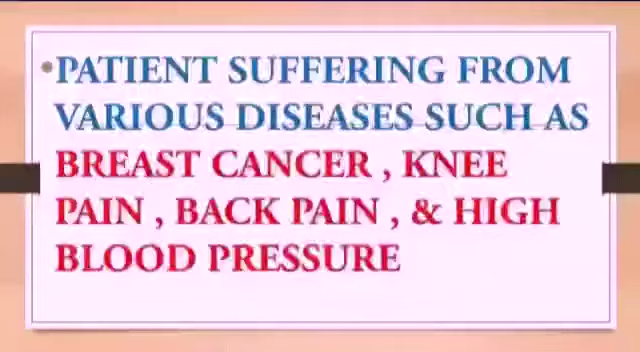 •PATIENT SUFFERING FROM
VARIOUS DISEASES SUCH AS
BREAST CANCER , KNEE
PAIN , BACK PAIN , & HIGH
BLOOD PRESSURE